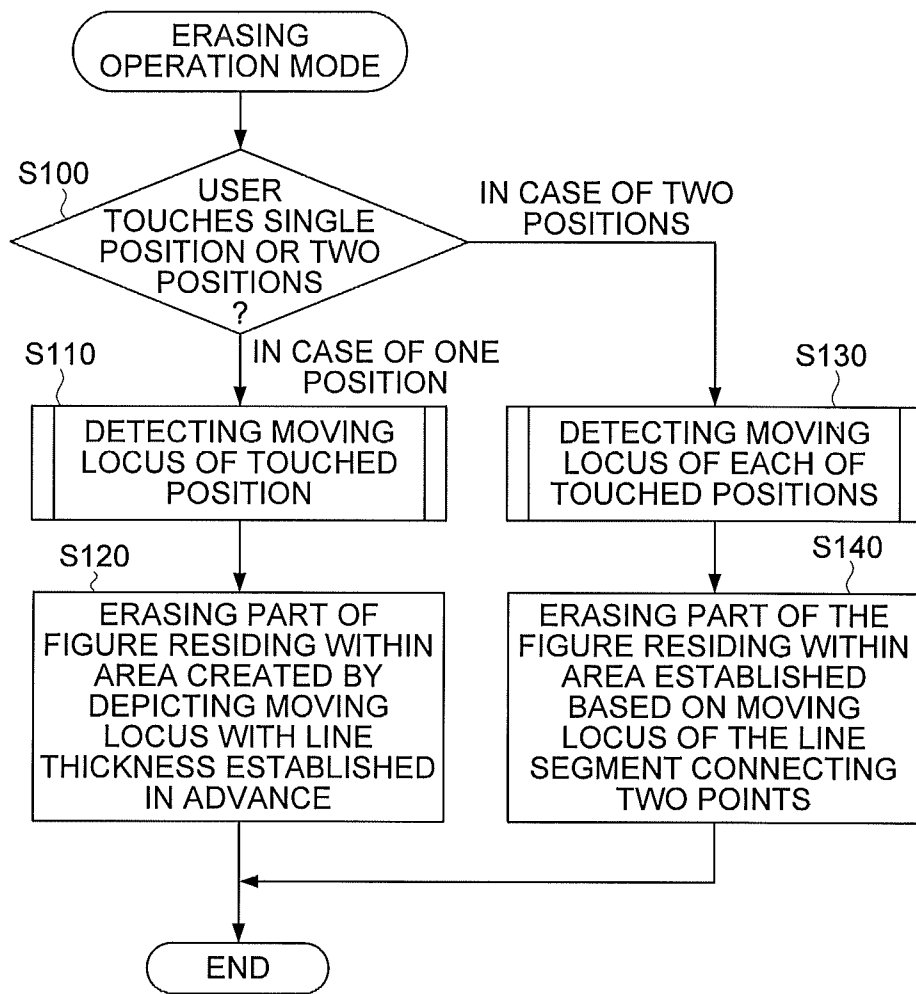 ERASING
OPERATION MODE
S100
USER
TOUCHES SINGLE
POSITION OR TWO
POSITIONS
?
IN CASE OF TWO
POSITIONS
S110
IN CASE OF ONE
POSITION
S130
DETECTING MOVING
LOCUS OF TOUCHED
POSITION
DETECTING MOVING
LOCUS OF EACH OF
TOUCHED POSITIONS
S120
ERASING PART OF
FIGURE RESIDING WITHIN
AREA CREATED BY
DEPICTING MOVING
LOCUS WITH LINE
THICKNESS ESTABLISHED
IN ADVANCE
S140
ERASING PART OF THE
FIGURE RESIDING WITHIN
AREA ESTABLISHED
BASED ON MOVING
LOCUS OF THE LINE
SEGMENT CONNECTING
TWO POINTS
END